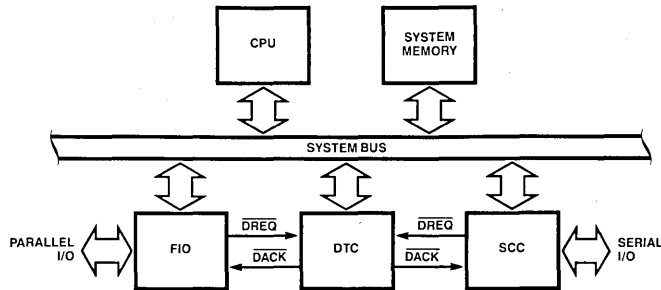 CPU
SYSTEM
MEMORY
SYSTEM BUS
PARALLEL
I/O
FIO
DREQ
DACK
DTC
DREQ
DACK
SCC
SERIAL
I/O